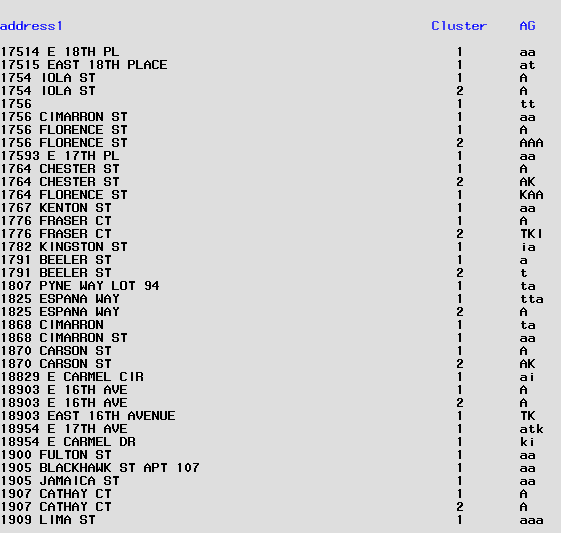 address1 Cluster AG
17514 E 18TH PL 1 aa
17515 EAST 18TH PLACE 1 at
1754 IOLA ST 1 A
1754 IOLA ST 2 A
1756 1 tt
1756 CIMARRON ST 1 aa
1756 FLORENCE ST 1 A
1756 FLORENCE ST 2 AAA
17593 E 17TH PL 1 aa
1764 CHESTER ST 1 A
1764 CHESTER ST 2 AK
1764 FLORENCE ST 1 KAA
1767 KENTON ST 1 aa
1776 FRASER CT 1 A
1776 FRASER CT 2 TKI
1782 KINGSTON ST 1 ia
1791 BEELER ST 1 a
1791 BEELER ST 2 t
1807 PYNE WAY LOT 94 1 ta
1825 ESPANA WAY 1 tta
1825 ESPANA WAY 2 A
1868 CIMARRON 1 ta
1868 CIMARRON ST 1 aa
1870 CARSON ST 1 A
1870 CARSON ST 2 AK
18829 E CARMEL CIR 1 ai
18903 E 16TH AVE 1 A
18903 E 16TH AVE 2 A
18903 EAST 16TH AVENUE 1 TK
18954 E 17TH AVE 1 atk
18954 E CARMEL DR 1 ki
1900 FULTON ST 1 aa
1905 BLACKHAWK ST APT 107 1 aa
1905 JAMAICA ST 1 aa
1907 CATHAY CT 1 A
1907 CATHAY CT 2 A
1909 LIMA ST 1 aaa